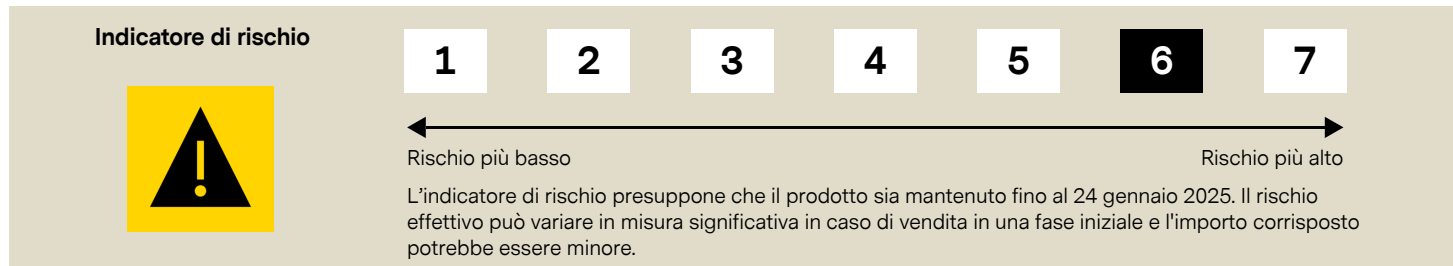 Indicatore di rischio
1 2 3 4 5 6 7
Rischio più basso Rischio più alto
L’indicatore di rischio presuppone che il prodotto sia mantenuto fino al 24 gennaio 2025. Il rischio
effettivo può variare in misura significativa in caso di vendita in una fase iniziale e l'importo corrisposto
potrebbe essere minore.